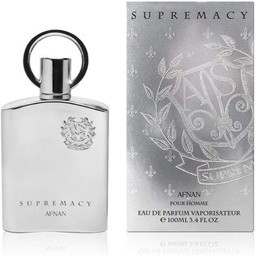 SUPREMACY
SUPREMACY
AFNAN
AFNAN
POUR HOMME
EAU DE PARFUM VAPORISATEUR
℮ 100ML 3.4 FL.OZ